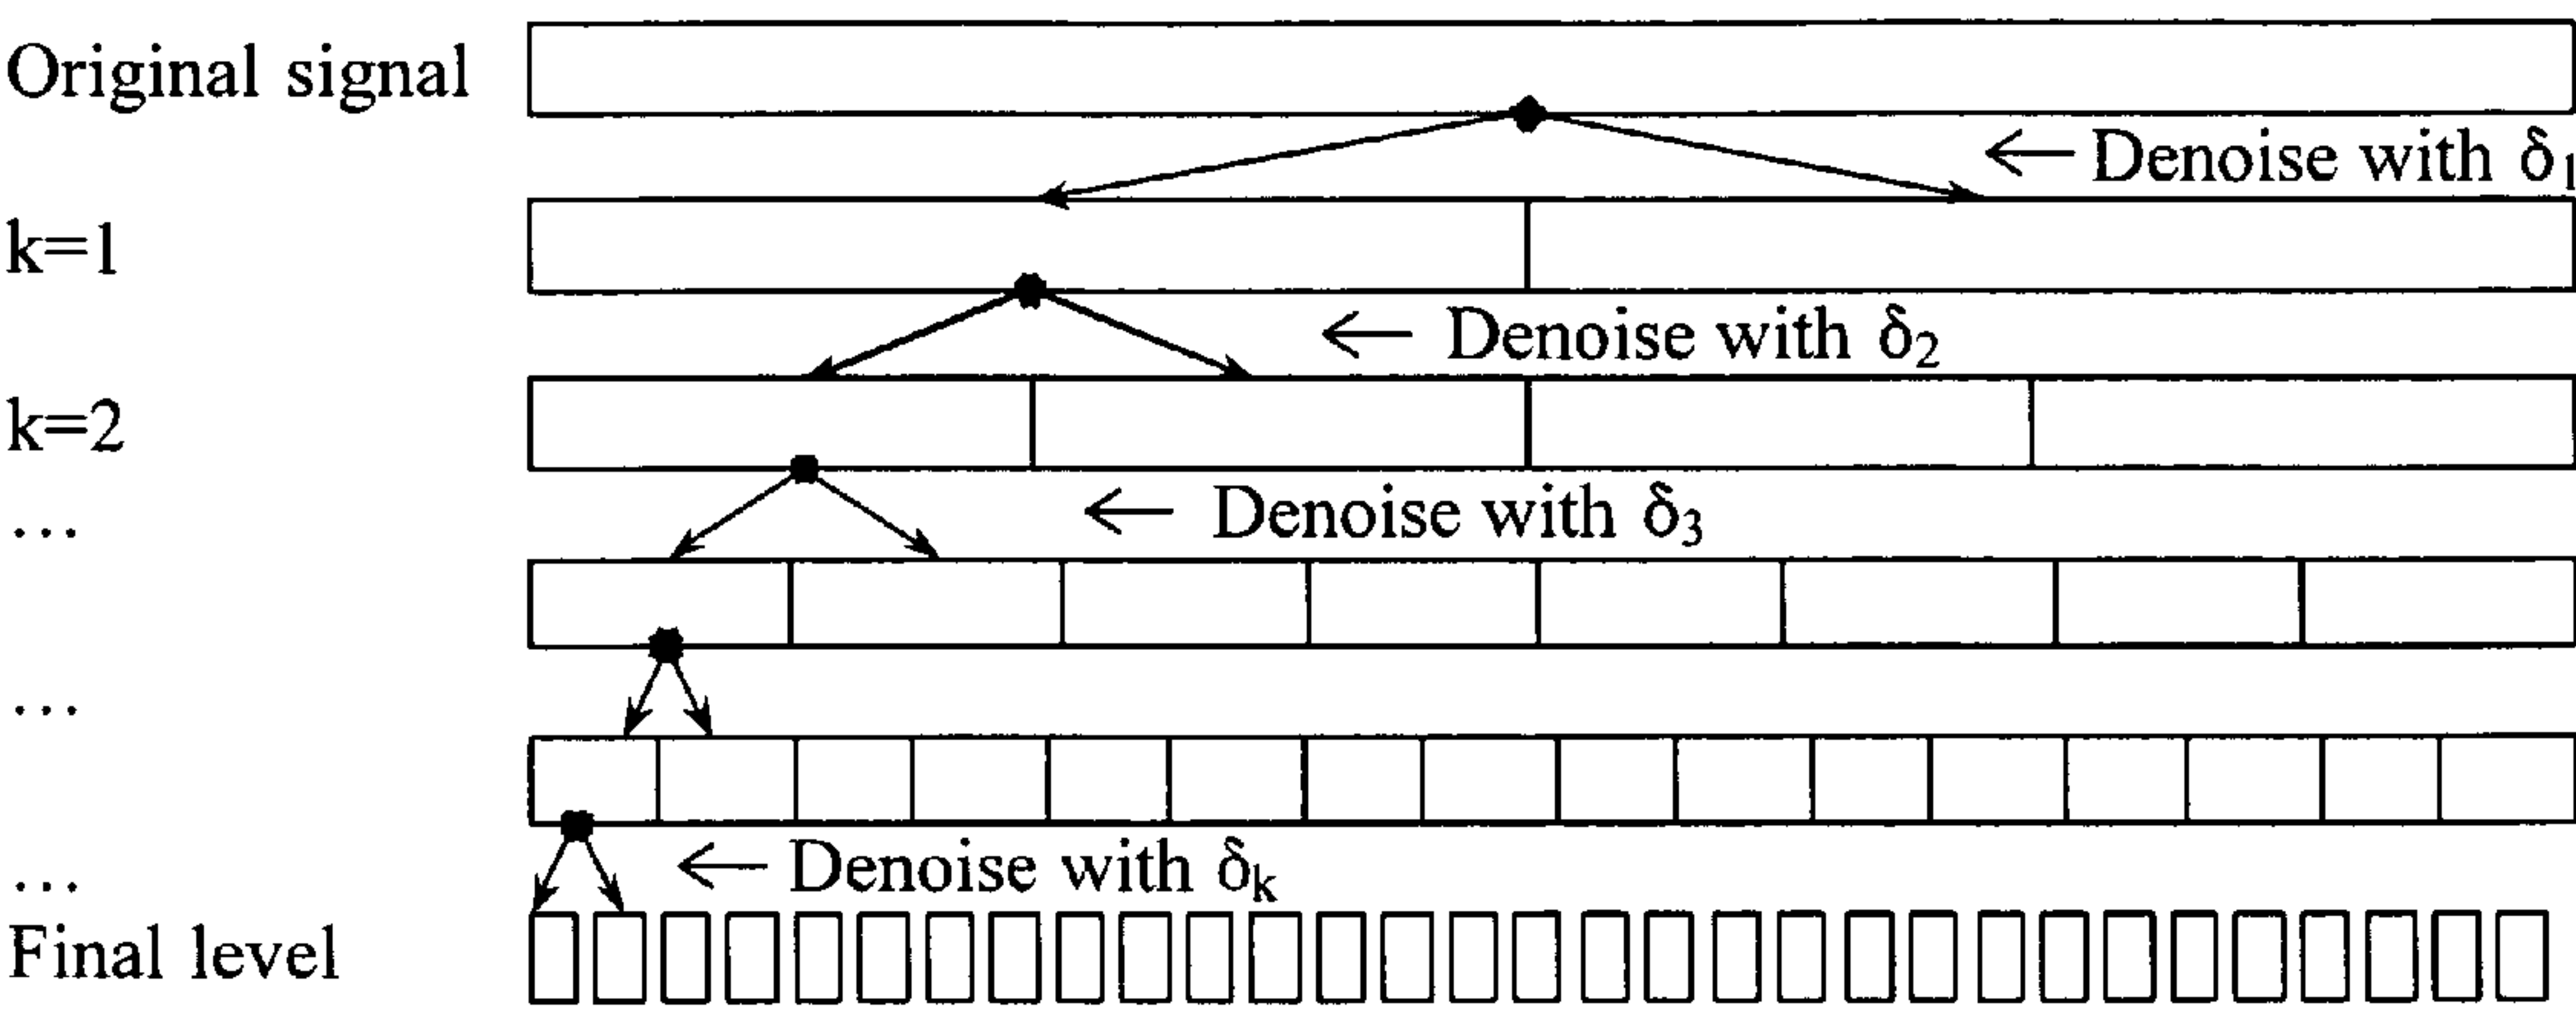 Original signal
← Denoise with δ₁
k=1
← Denoise with δ₂
k=2
← Denoise with δ₃
...
...
← Denoise with δₖ
...
Final level